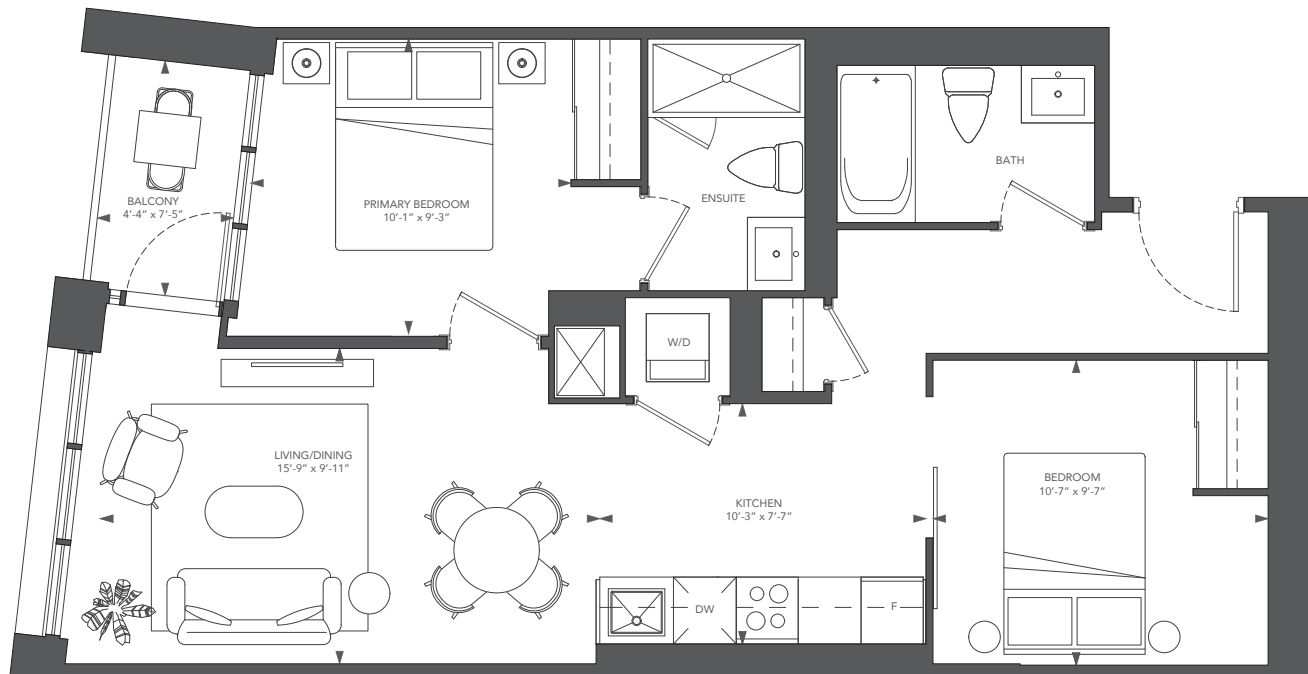 BALCONY
4'-4" x 7'-5"
PRIMARY BEDROOM
10'-1" x 9'-3"
ENSUITE
BATH
W/D
LIVING/DINING
15'-9" x 9'-11"
KITCHEN
10'-3" x 7'-7"
BEDROOM
10'-7" x 9'-7"
DW
F